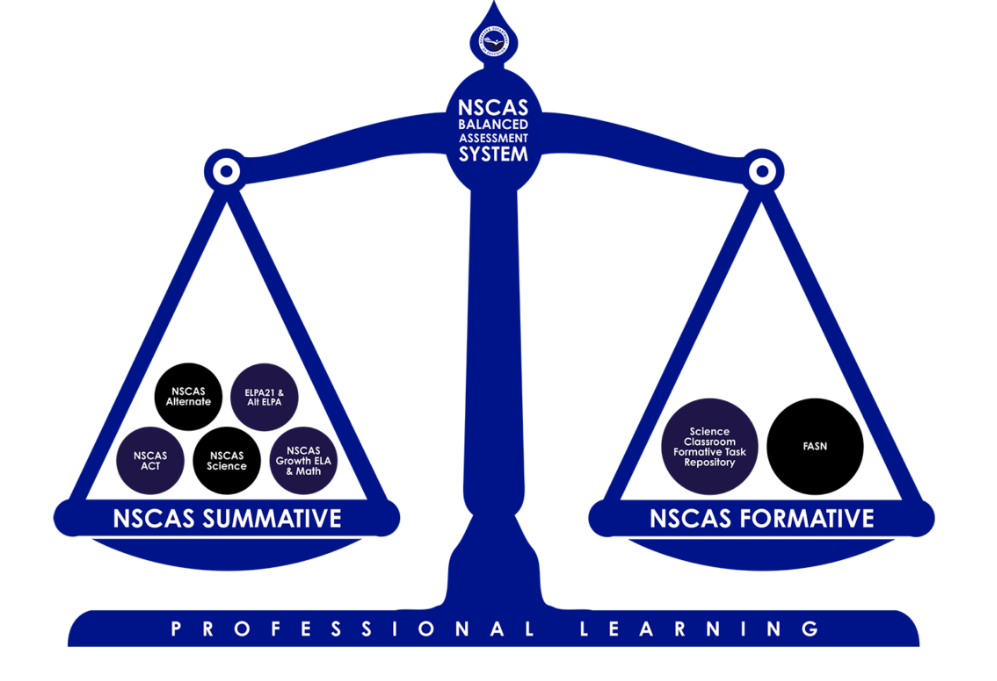 NSCAS
BALANCED
ASSESSMENT
SYSTEM
NSCAS
Alternate
ELPA21 &
Alt ELPA
NSCAS
ACT
NSCAS
Science
NSCAS
Growth ELA
& Math
NSCAS SUMMATIVE
Science
Classroom
Formative Task
Repository
FASN
NSCAS FORMATIVE
PROFESSIONAL LEARNING